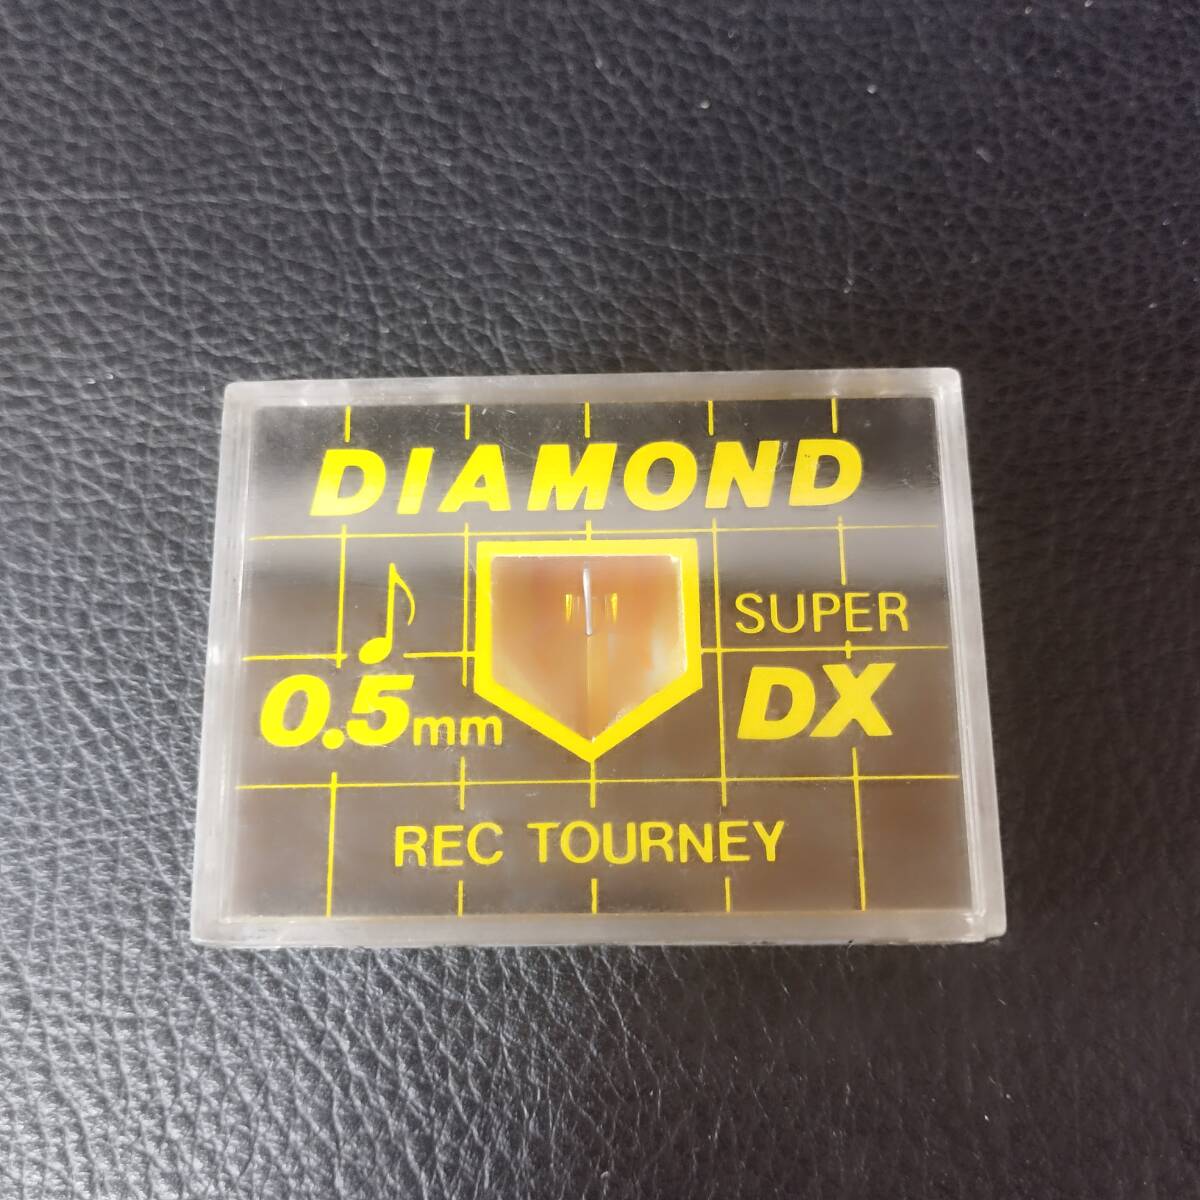 DIAMOND
SUPER
0.5mm
DX
REC TOURNEY